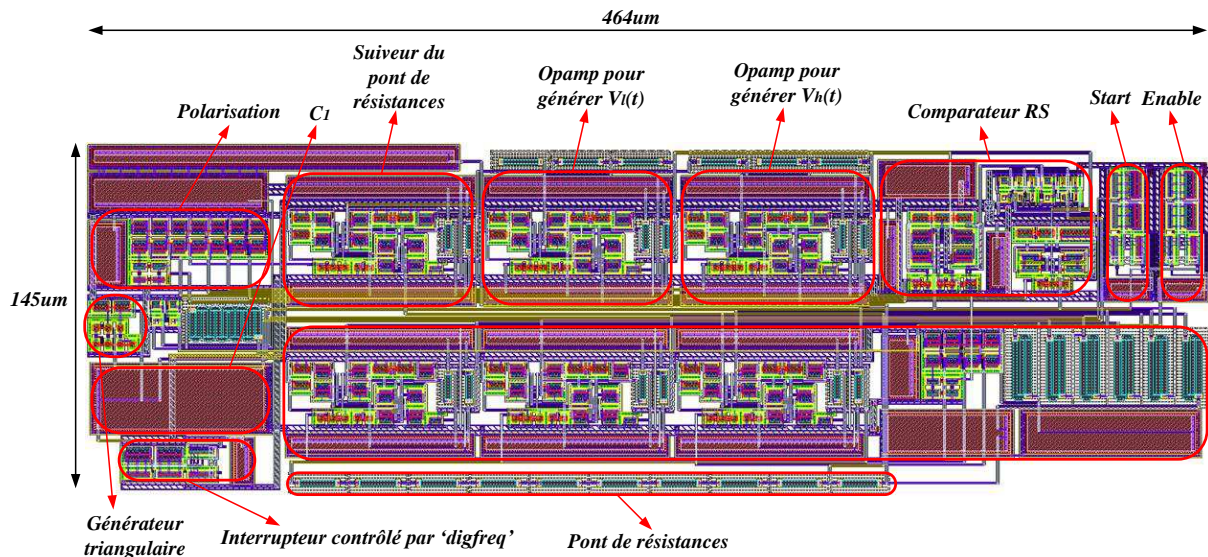 464um
Suiveur du
pont de
résistances
Opamp pour
générer Vl(t)
Opamp pour
générer Vh(t)
Polarisation
C1
Comparateur RS
Start
Enable
145um
Générateur
triangulaire
Interrupteur contrôlé par ‘digfreq’
Pont de résistances